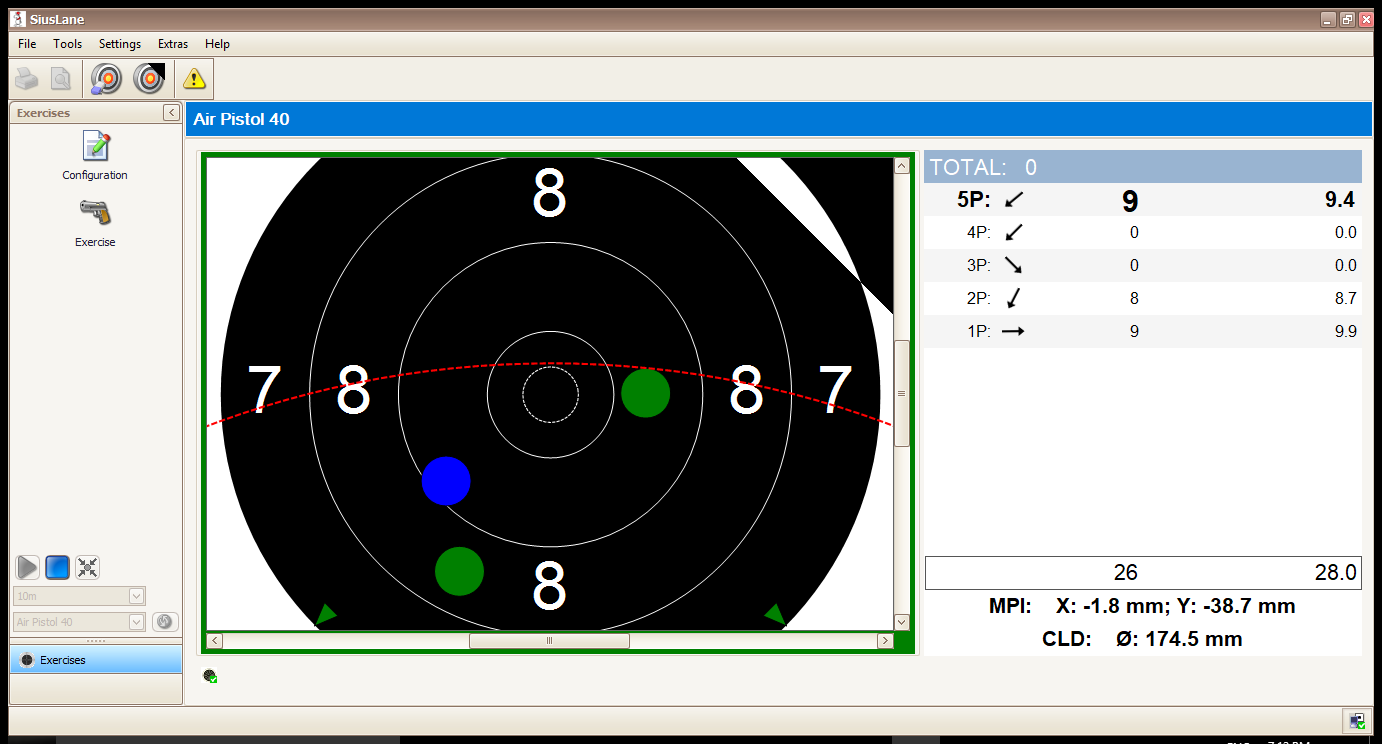 SiusLane
File Tools Settings Extras Help
Exercises
Configuration
Exercise
10m
Air Pistol 40
Exercises
Air Pistol 40
8
7 8 8 7
8
TOTAL: 0
5P: 9 9.4
4P: 0 0.0
3P: 0 0.0
2P: 8 8.7
1P: 9 9.9
26 28.0
MPI: X: -1.8 mm; Y: -38.7 mm
CLD: Ø: 174.5 mm